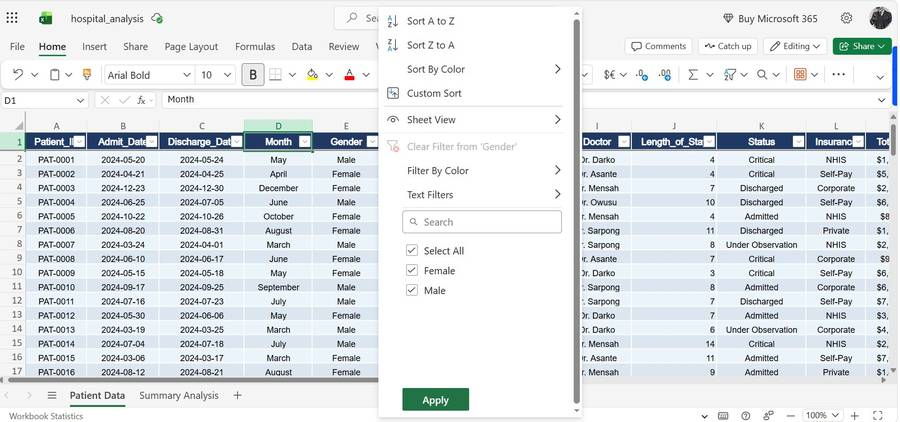 hospital_analysis
Buy Microsoft 365
File Home Insert Share Page Layout Formulas Data Review
Comments Catch up Editing Share
Arial Bold 10 B A $€ .0 .00 Σ
D1 fx Month
Sort A to Z
Sort Z to A
Sort By Color
Custom Sort
Sheet View
Clear Filter from 'Gender'
Filter By Color
Text Filters
Search
Select All
Female
Male
Apply
A B C D E I J K L
1 Patient_I Admit_Date Discharge_Dat Month Gender Doctor Length_of_Sta Status Insuranc Tot
2 PAT-0001 2024-05-20 2024-05-24 May Male Dr. Darko 4 Critical NHIS $1,
3 PAT-0002 2024-04-21 2024-04-25 April Female r. Asante 4 Critical Self-Pay $5,
4 PAT-0003 2024-12-23 2024-12-30 December Female r. Mensah 7 Discharged Corporate $2,
5 PAT-0004 2024-06-25 2024-07-05 June Male r. Owusu 10 Discharged Self-Pay $6,
6 PAT-0005 2024-10-22 2024-10-26 October Female r. Mensah 4 Admitted NHIS $8
7 PAT-0006 2024-08-20 2024-08-31 August Female r. Sarpong 11 Discharged Private $1,
8 PAT-0007 2024-03-24 2024-04-01 March Male r. Sarpong 8 Under Observation NHIS $2,
9 PAT-0008 2024-06-10 2024-06-17 June Female r. Asante 7 Critical Corporate $9
10 PAT-0009 2024-05-15 2024-05-18 May Female Dr. Darko 3 Critical Self-Pay $6,
11 PAT-0010 2024-09-17 2024-09-25 September Male r. Sarpong 8 Admitted Corporate $2,
12 PAT-0011 2024-07-16 2024-07-23 July Male r. Sarpong 7 Discharged Self-Pay $7,
13 PAT-0012 2024-05-30 2024-06-06 May Male Dr. Darko 7 Admitted NHIS $3,
14 PAT-0013 2024-03-19 2024-03-25 March Male Dr. Darko 6 Under Observation Corporate $4,
15 PAT-0014 2024-07-04 2024-07-18 July Male r. Mensah 14 Critical NHIS $2,
16 PAT-0015 2024-03-06 2024-03-17 March Female r. Asante 11 Admitted Self-Pay $7,
17 PAT-0016 2024-08-12 2024-08-21 August Female r. Mensah 9 Admitted Private $1,
Patient Data Summary Analysis
Workbook Statistics 100%